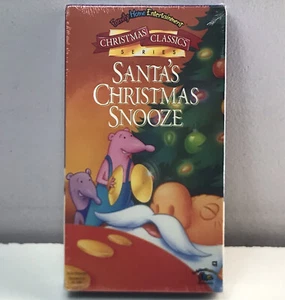 Family Home Entertainment
CHRISTMAS CLASSICS
SERIES
SANTA'S
CHRISTMAS
SNOOZE